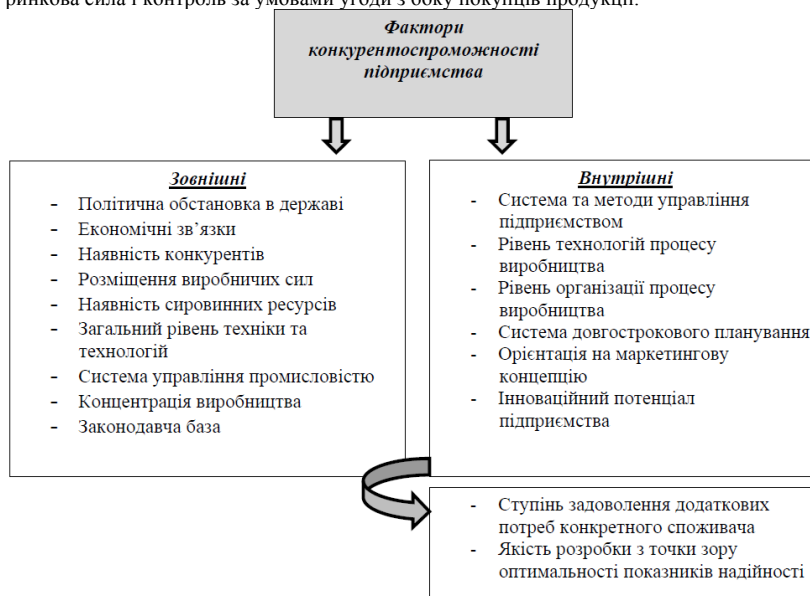 ринкова сила і контроль за умовами угоди з боку покупців продукції.
Фактори
конкурентоспроможності
підприємства
Зовнішні
- Політична обстановка в державі
- Економічні зв’язки
- Наявність конкурентів
- Розміщення виробничих сил
- Наявність сировинних ресурсів
- Загальний рівень техніки та
технологій
- Система управління промисловістю
- Концентрація виробництва
- Законодавча база
Внутрішні
- Система та методи управління
підприємством
- Рівень технологій процесу
виробництва
- Рівень організації процесу
виробництва
- Система довгострокового планування
- Орієнтація на маркетингову
концепцію
- Інноваційний потенціал
підприємства
- Ступінь задоволення додаткових
потреб конкретного споживача
- Якість розробки з точки зору
оптимальності показників надійності